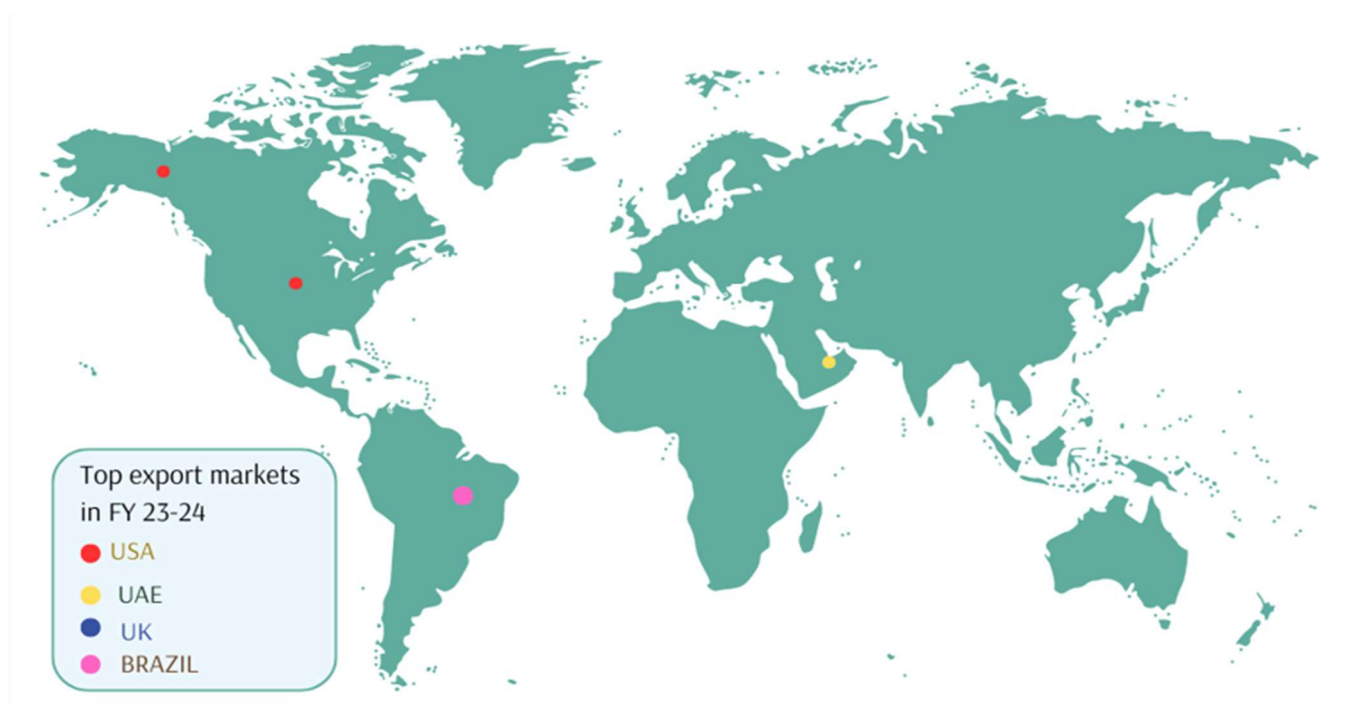 Top export markets
in FY 23-24
USA
UAE
UK
BRAZIL